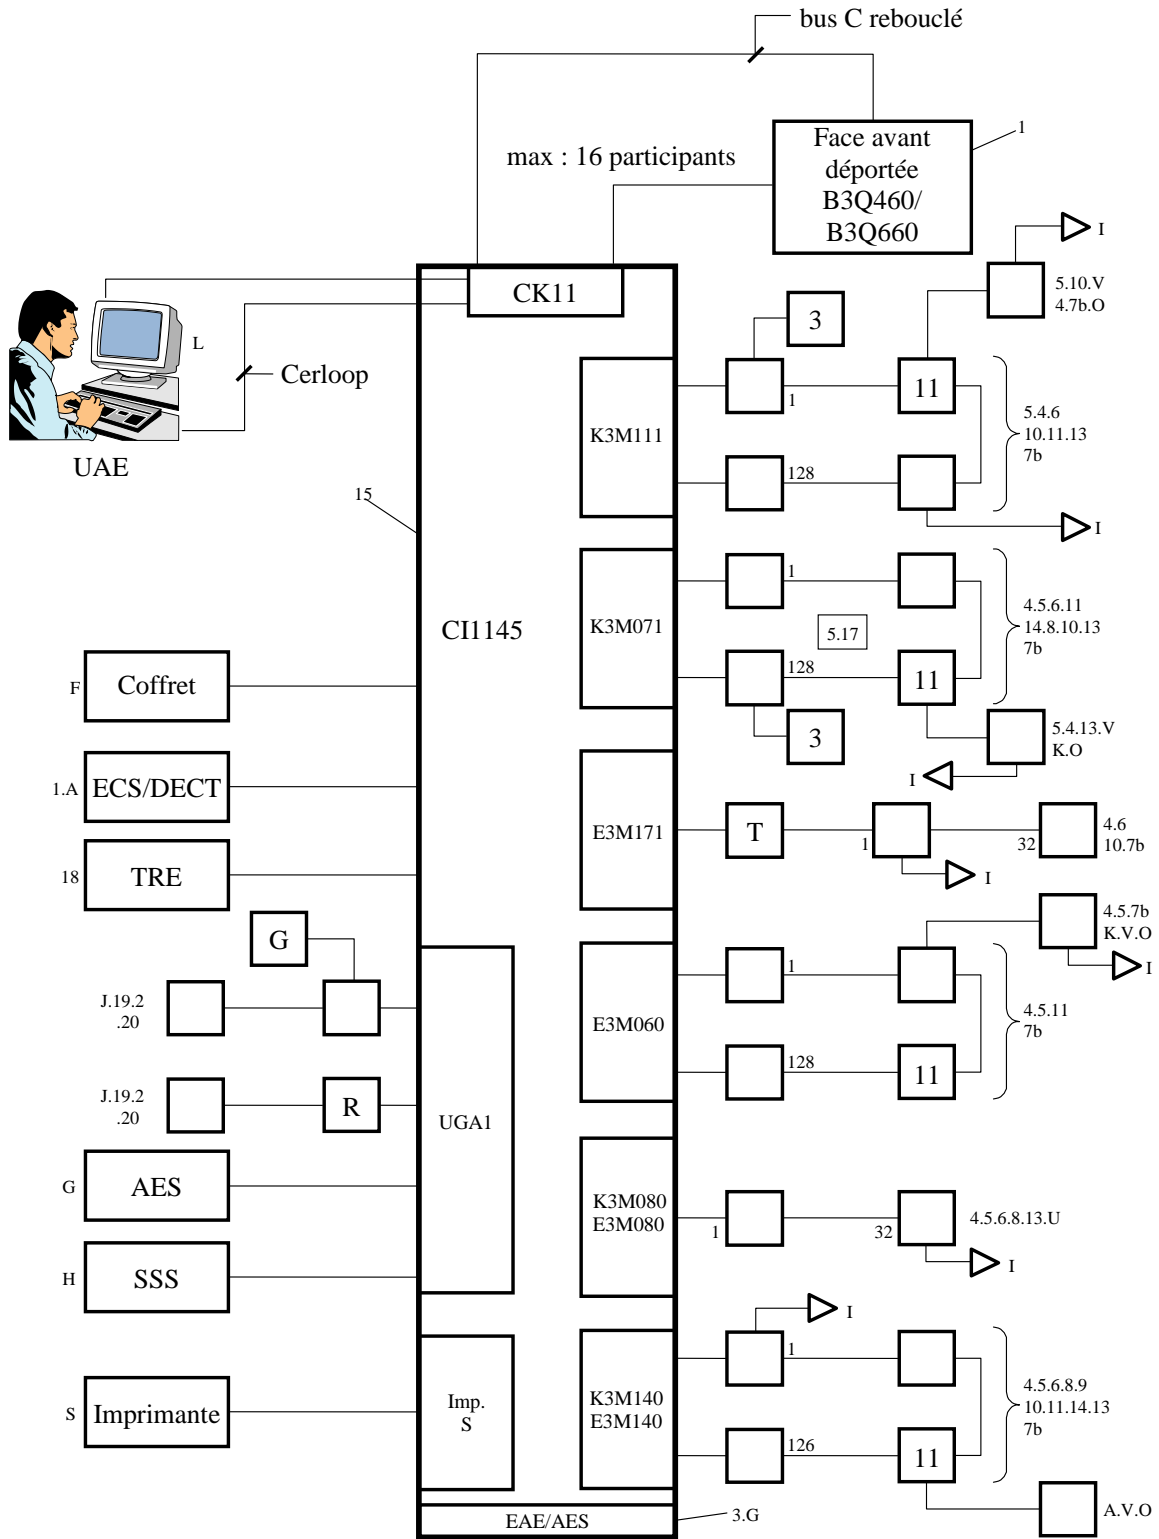 bus C rebouclé
max : 16 participants
Face avant
déportée
B3Q460/
B3Q660
1
I
5.10.V
4.7b.O
CK11
3
L
Cerloop
UAE
K3M111
1
11
5.4.6
10.11.13
7b
128
I
15
CI1145
K3M071
1
5.17
4.5.6.11
14.8.10.13
7b
128
11
3
5.4.13.V
K.O
I
F
Coffret
1.A
ECS/DECT
18
TRE
E3M171
T
1
32
4.6
10.7b
I
G
J.19.2
.20
J.19.2
.20
R
UGA1
E3M060
1
4.5.7b
K.V.O
I
4.5.11
7b
128
11
G
AES
H
SSS
K3M080
E3M080
1
32
4.5.6.8.13.U
I
S
Imprimante
Imp.
S
K3M140
E3M140
I
1
4.5.6.8.9
10.11.14.13
7b
126
11
A.V.O
EAE/AES
3.G